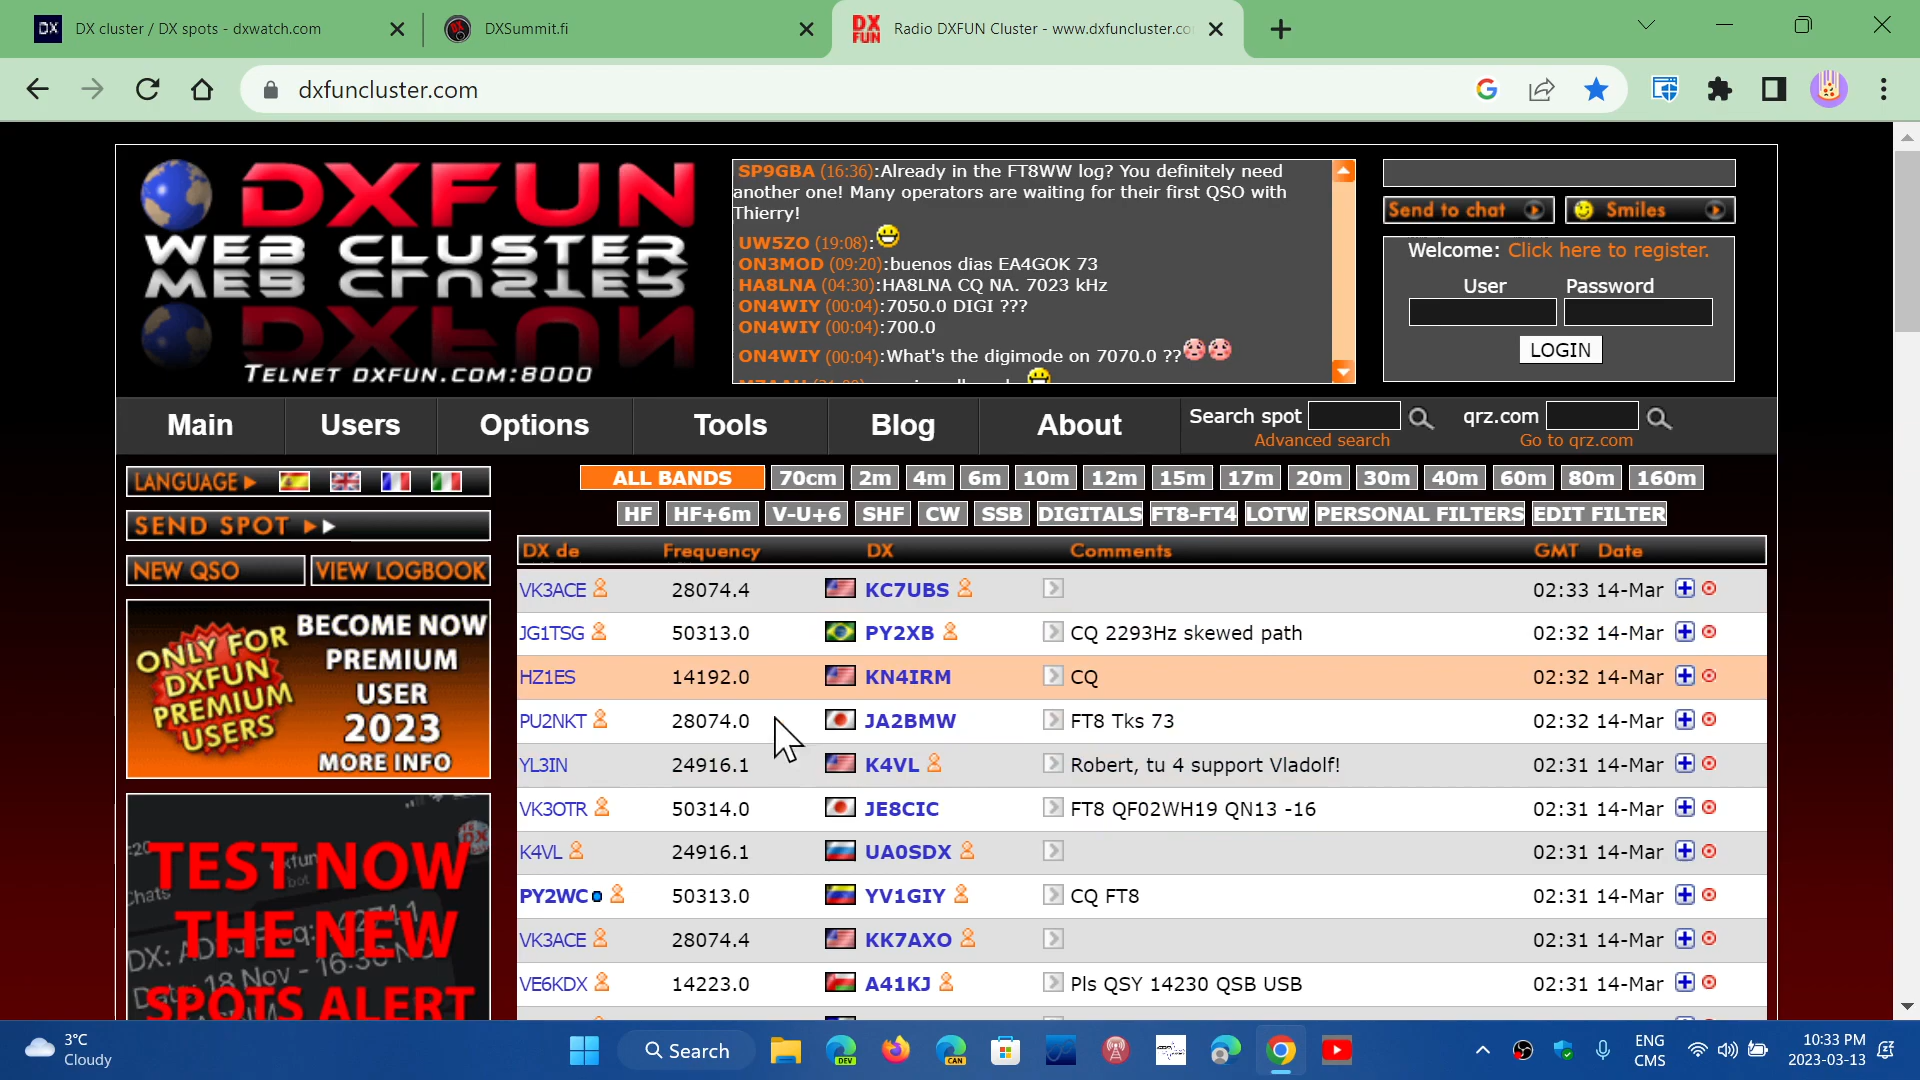 DX DX cluster / DX spots - dxwatch.com DXSummit.fi DX FUN Radio DXFUN Cluster - www.dxfuncluster.co
dxfuncluster.com
DXFUN
WEB CLUSTER
TELNET DXFUN.COM:8000
SP9GBA (16:36):Already in the FT8WW log? You definitely need
another one! Many operators are waiting for their first QSO with
Thierry!
UW5ZO (19:08):
ON3MOD (09:20):buenos dias EA4GOK 73
HA8LNA (04:30):HA8LNA CQ NA. 7023 kHz
ON4WIY (00:04):7050.0 DIGI ???
ON4WIY (00:04):700.0
ON4WIY (00:04):What's the digimode on 7070.0 ??
Send to chat Smiles
Welcome: Click here to register.
User Password
LOGIN
Main Users Options Tools Blog About Search spot qrz.com
Advanced search Go to qrz.com
LANGUAGE
SEND SPOT
NEW QSO VIEW LOGBOOK
ONLY FOR
DXFUN
PREMIUM
USERS
BECOME NOW
PREMIUM
USER
2023
MORE INFO
TEST NOW
THE NEW
SPOTS ALERT
ALL BANDS 70cm 2m 4m 6m 10m 12m 15m 17m 20m 30m 40m 60m 80m 160m
HF HF+6m V-U+6 SHF CW SSB DIGITALS FT8-FT4 LOTW PERSONAL FILTERS EDIT FILTER
DX de Frequency DX Comments GMT Date
VK3ACE 28074.4 KC7UBS 02:33 14-Mar
JG1TSG 50313.0 PY2XB CQ 2293Hz skewed path 02:32 14-Mar
HZ1ES 14192.0 KN4IRM CQ 02:32 14-Mar
PU2NKT 28074.0 JA2BMW FT8 Tks 73 02:32 14-Mar
YL3IN 24916.1 K4VL Robert, tu 4 support Vladolf! 02:31 14-Mar
VK3OTR 50314.0 JE8CIC FT8 QF02WH19 QN13 -16 02:31 14-Mar
K4VL 24916.1 UA0SDX 02:31 14-Mar
PY2WC 50313.0 YV1GIY CQ FT8 02:31 14-Mar
VK3ACE 28074.4 KK7AXO 02:31 14-Mar
VE6KDX 14223.0 A41KJ Pls QSY 14230 QSB USB 02:31 14-Mar
3°C
Cloudy
Search
DEV
CAN
ENG
CMS
10:33 PM
2023-03-13